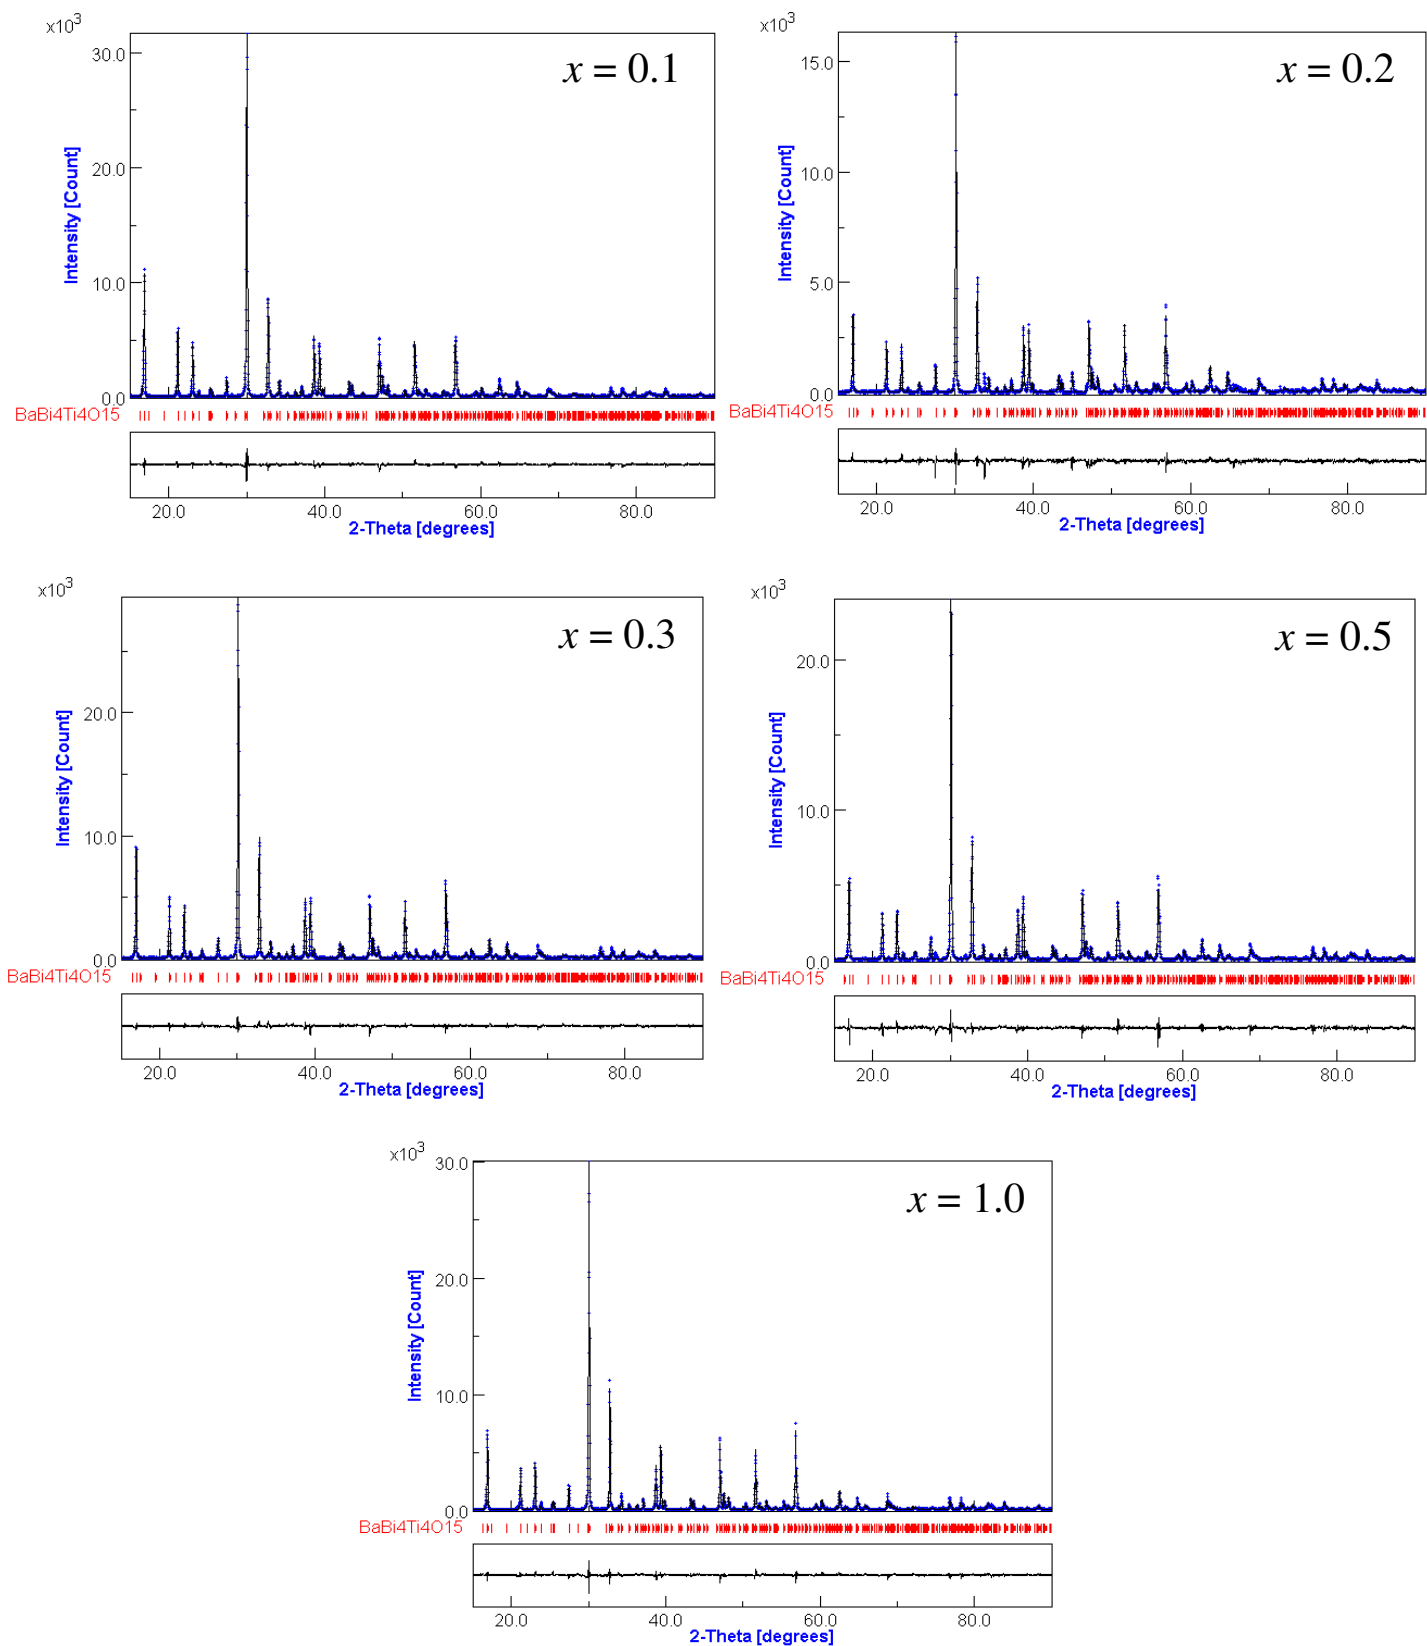 x10³
30.0
x = 0.1
20.0
Intensity [Count]
10.0
0.0
BaBi4Ti4O15
20.0 40.0 60.0 80.0
2-Theta [degrees]
x10³
15.0
x = 0.2
10.0
Intensity [Count]
5.0
0.0
BaBi4Ti4O15
20.0 40.0 60.0 80.0
2-Theta [degrees]
x10³
x = 0.3
20.0
Intensity [Count]
10.0
0.0
BaBi4Ti4O15
20.0 40.0 60.0 80.0
2-Theta [degrees]
x10³
x = 0.5
20.0
Intensity [Count]
10.0
0.0
BaBi4Ti4O15
20.0 40.0 60.0 80.0
2-Theta [degrees]
x10³
30.0
x = 1.0
20.0
Intensity [Count]
10.0
0.0
BaBi4Ti4O15
20.0 40.0 60.0 80.0
2-Theta [degrees]